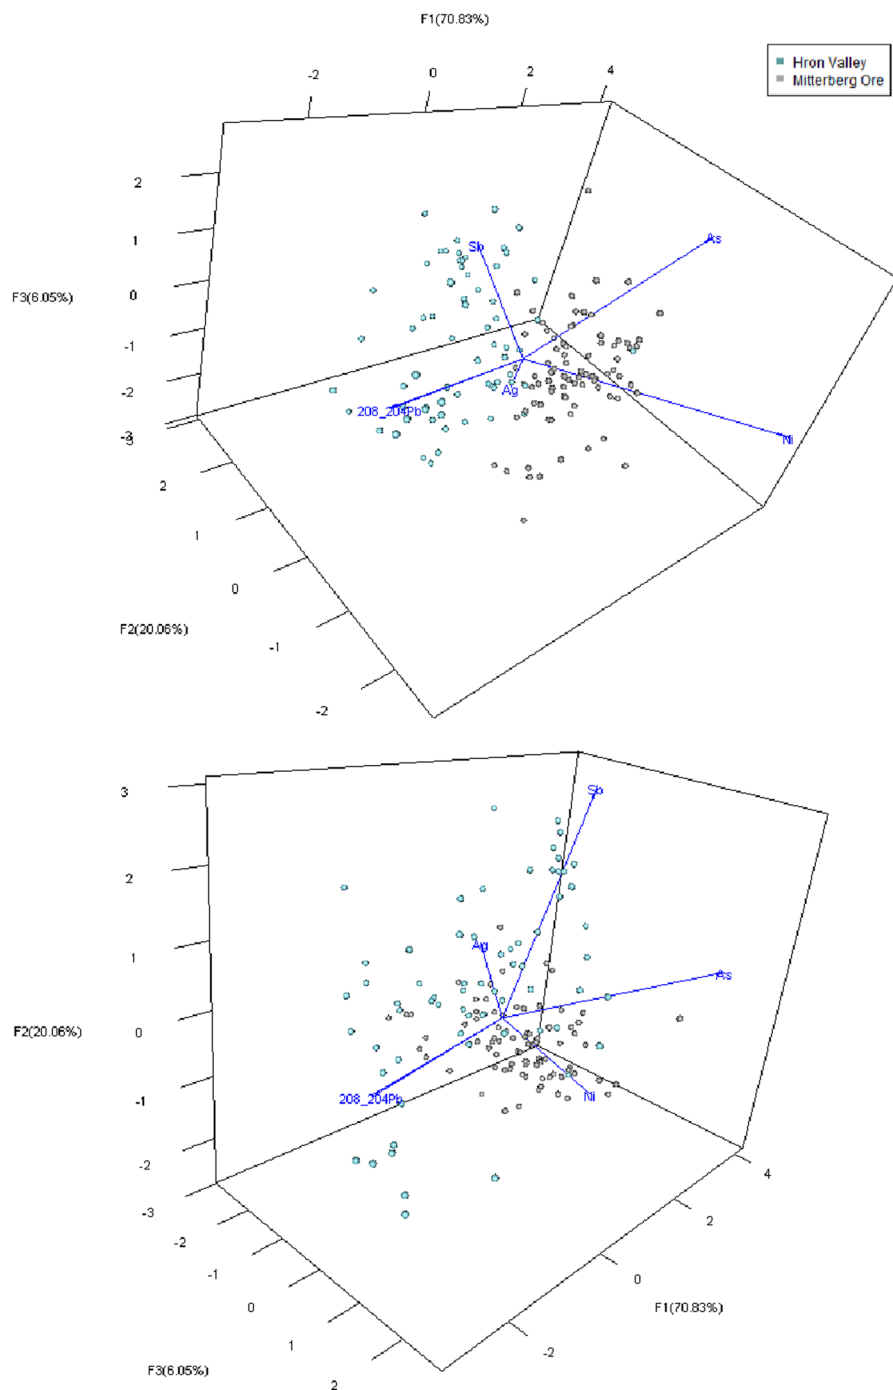 F1(70.83%)
Hron Valley
Mitterberg Ore
-2
0
2
4
2
1
0
-1
-2
-3
F3(6.05%)
Sb
As
Ag
208_204Pb
Ni
3
2
1
0
-1
-2
F2(20.06%)
3
2
1
0
-1
-2
F2(20.06%)
Sb
Ag
As
208_204Pb
Ni
-3
-2
-1
0
1
2
F3(6.05%)
4
2
0
-2
F1(70.83%)